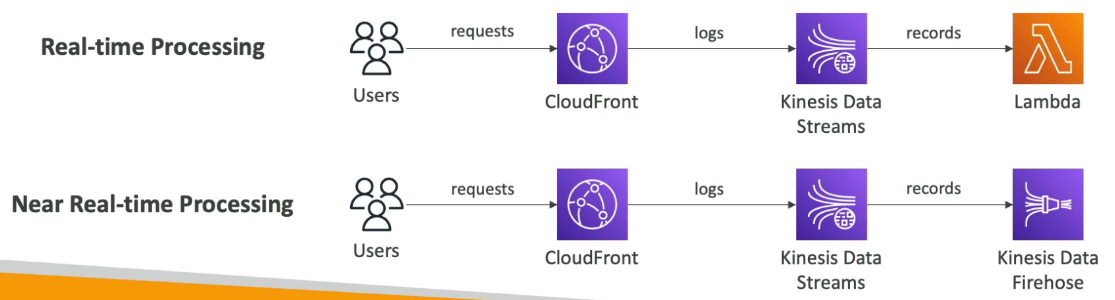 Real-time Processing
requests
logs
records
Users
CloudFront
Kinesis Data
Streams
Lambda
Near Real-time Processing
requests
logs
records
Users
CloudFront
Kinesis Data
Streams
Kinesis Data
Firehose